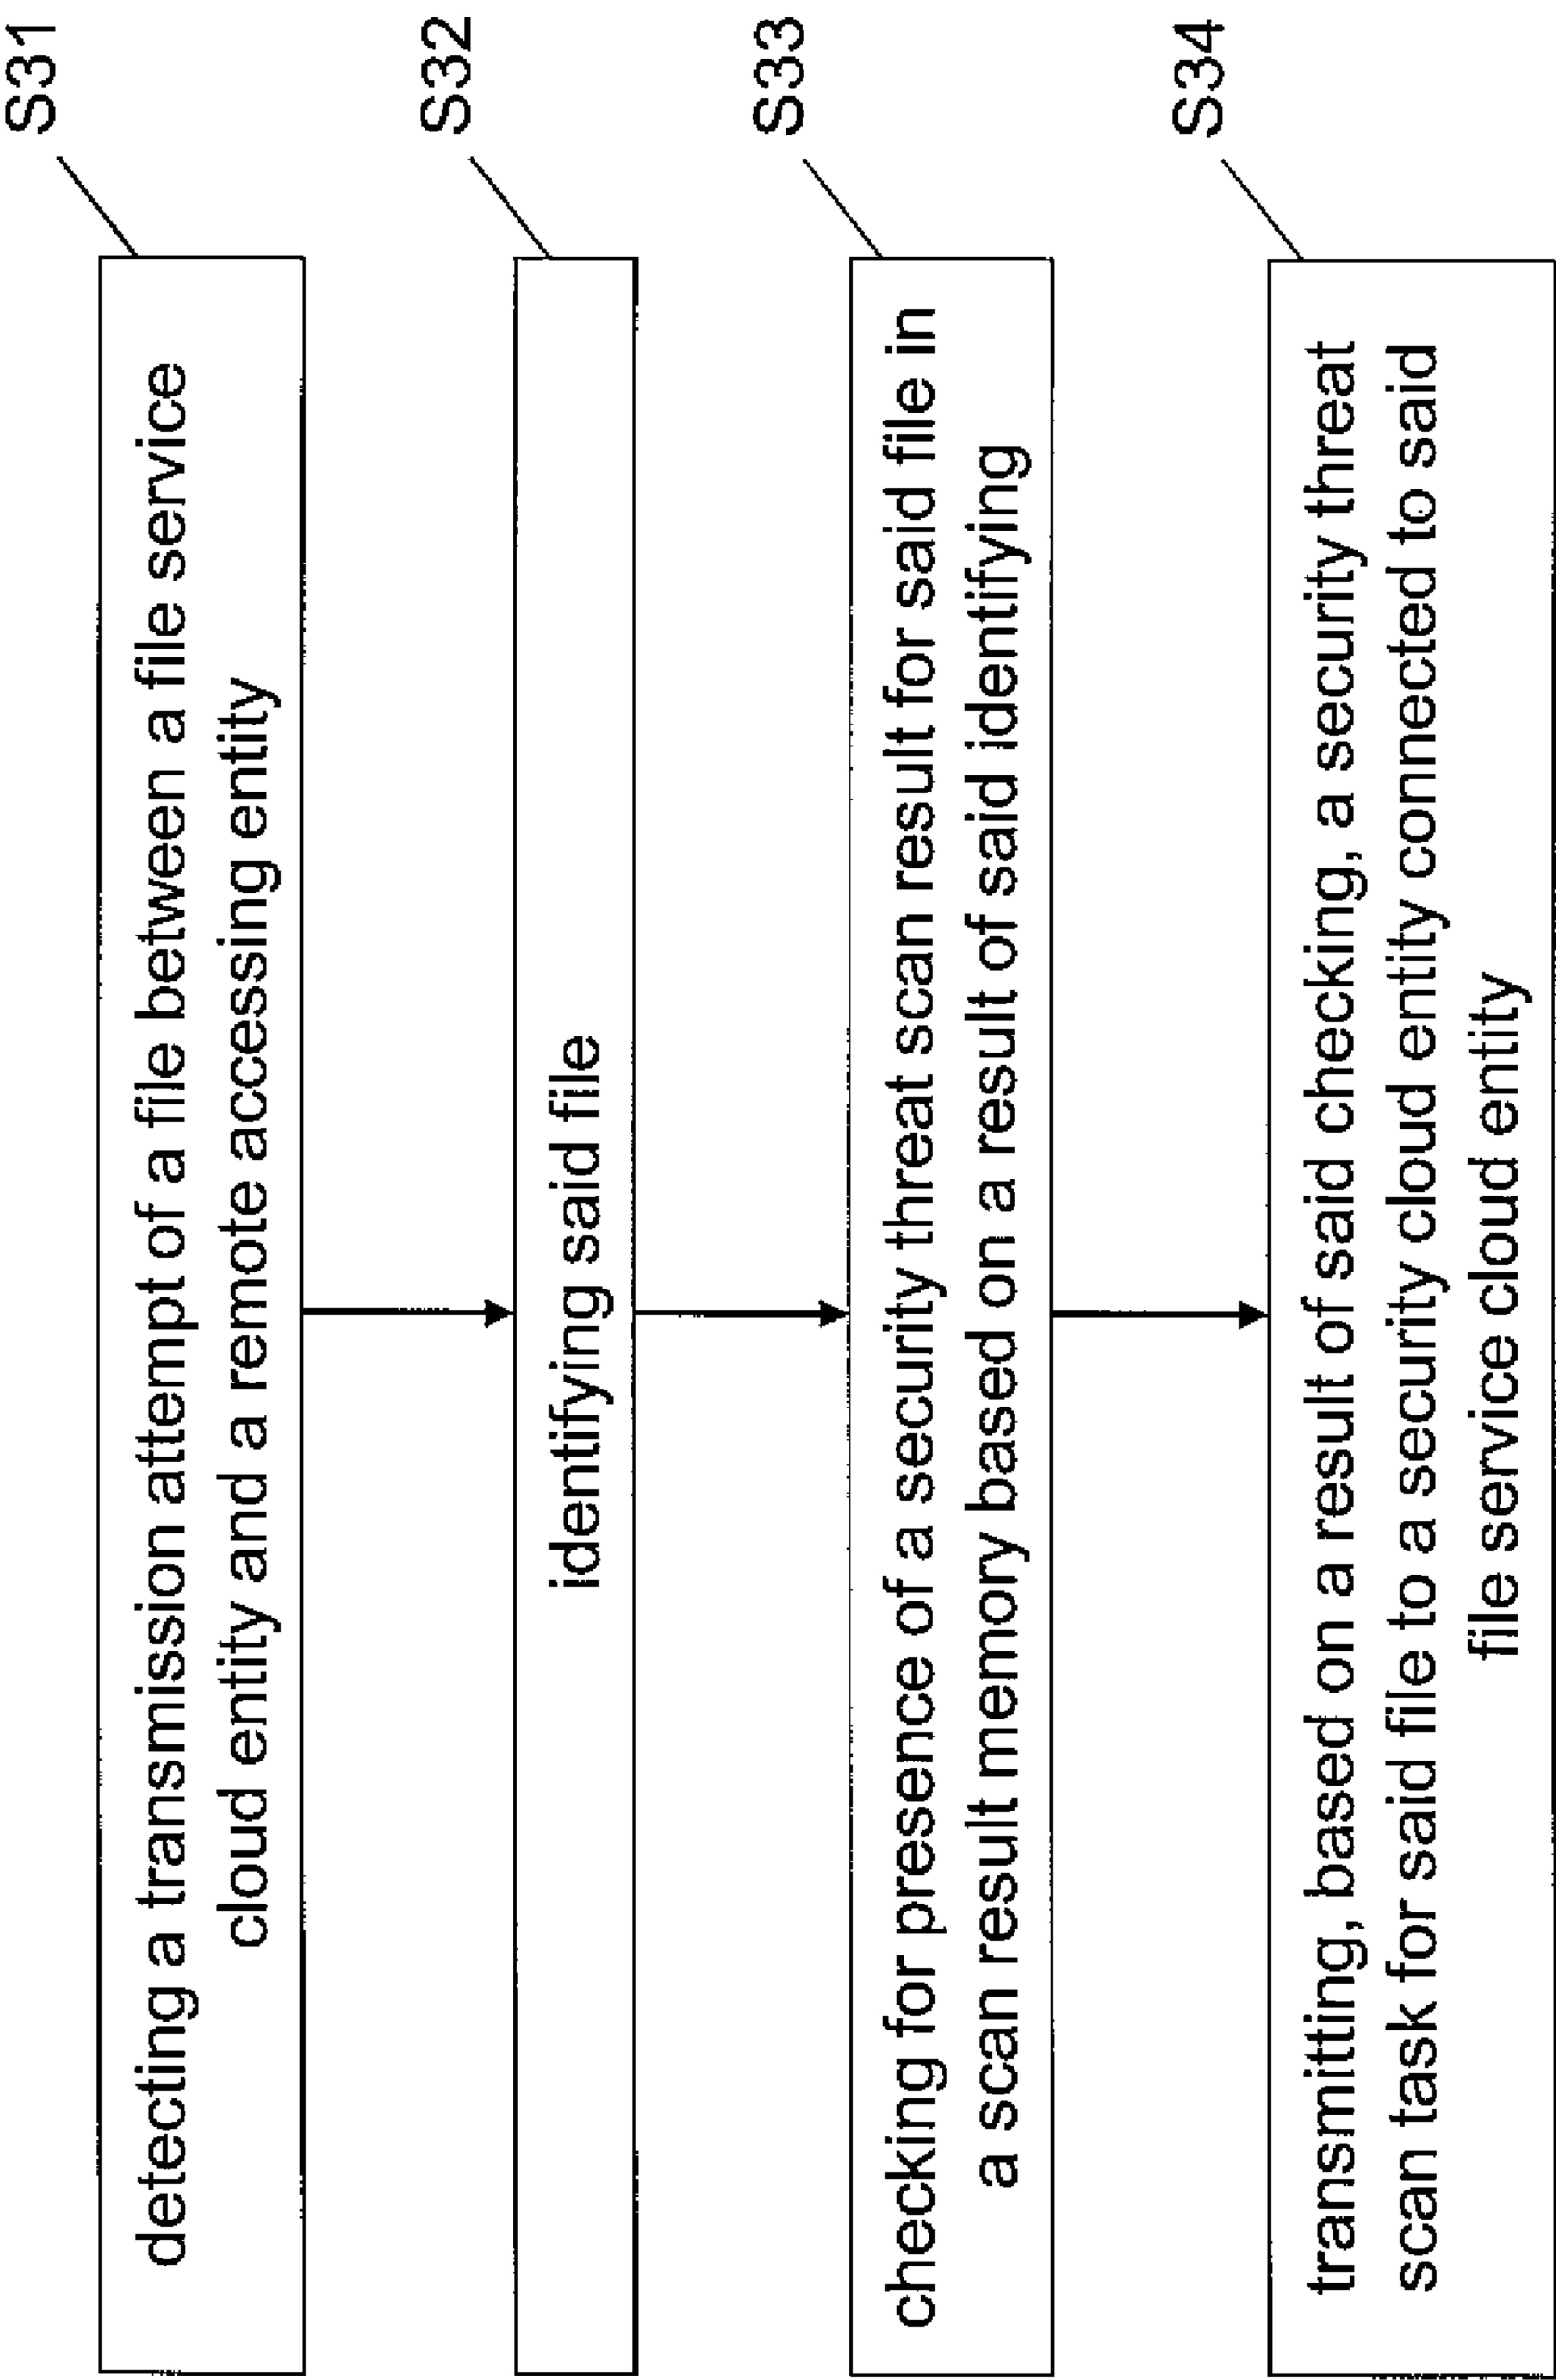 S31
detecting a transmission attempt of a file between a file service
cloud entity and a remote accessing entity
S32
identifying said file
S33
checking for presence of a security threat scan result for said file in
a scan result memory based on a result of said identifying
S34
transmitting, based on a result of said checking, a security threat
scan task for said file to a security cloud entity connected to said
file service cloud entity